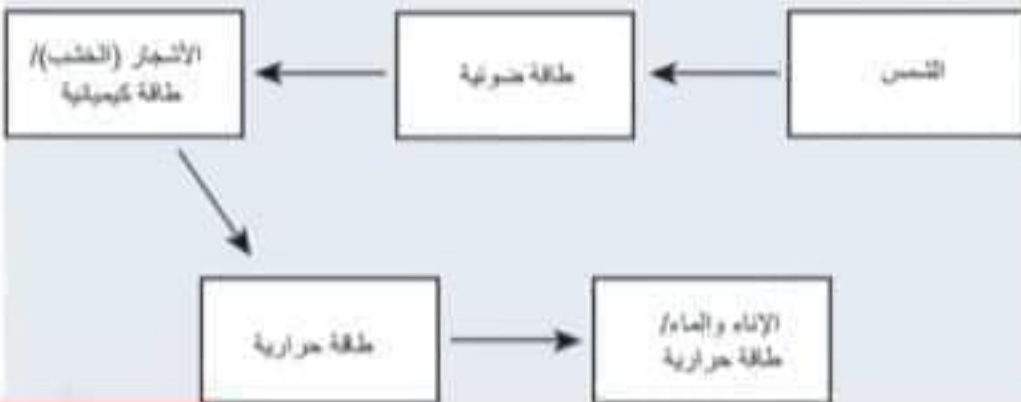 الشمس
طاقة ضوئية
الأشجار (الخشب)/
طاقة كيميائية
طاقة حرارية
الإناء والماء/
طاقة حرارية